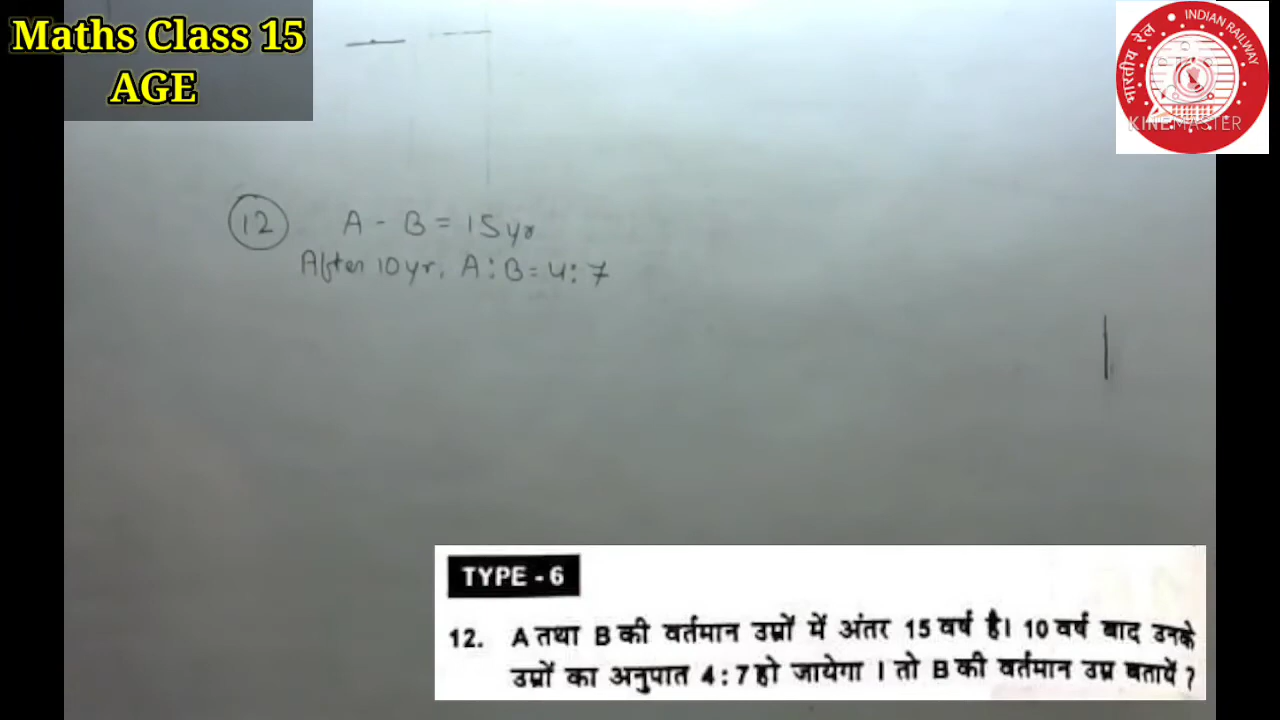 Maths Class 15
AGE
भारतीय रेल INDIAN RAILWAY
KINEMASTER
12 A - B = 15 yr
After 10 yr. A : B = 4 : 7
TYPE - 6
12. A तथा B की वर्तमान उम्रों में अंतर 15 वर्ष है। 10 वर्ष बाद उनके
उम्रों का अनुपात 4 : 7 हो जायेगा । तो B की वर्तमान उम्र बतायें ?